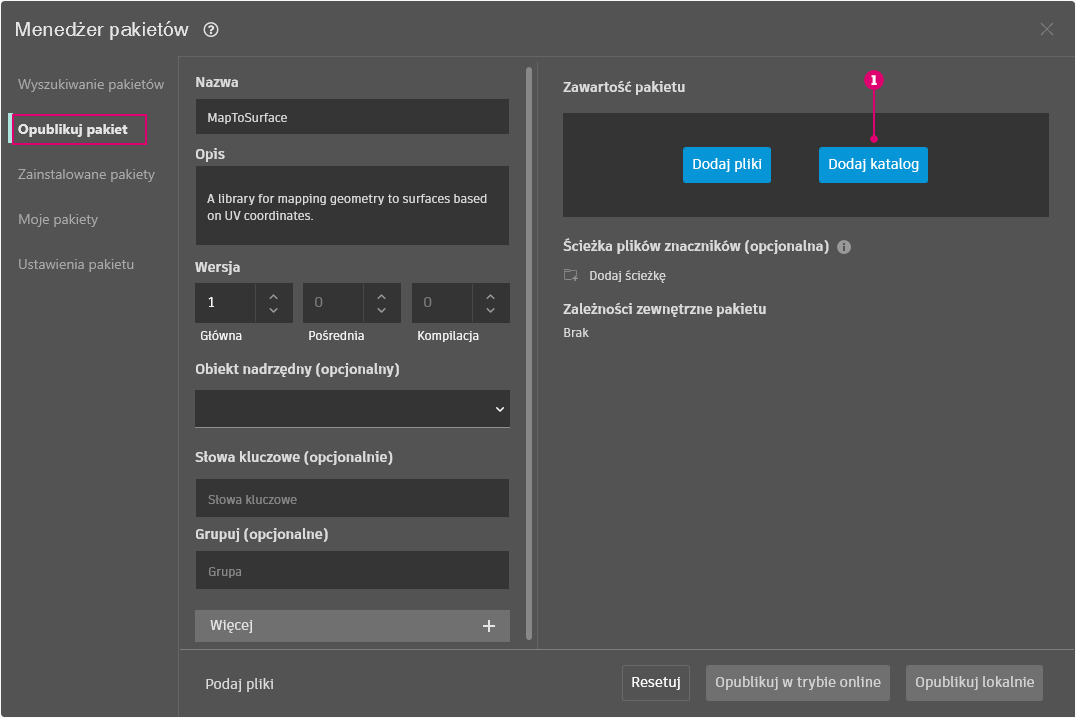 Menedżer pakietów ?
Wyszukiwanie pakietów
Opublikuj pakiet
Zainstalowane pakiety
Moje pakiety
Ustawienia pakietu
Nazwa
MapToSurface
Opis
A library for mapping geometry to surfaces based
on UV coordinates.
Wersja
1 0 0
Główna Pośrednia Kompilacja
Obiekt nadrzędny (opcjonalny)
Słowa kluczowe (opcjonalnie)
Słowa kluczowe
Grupuj (opcjonalne)
Grupa
Więcej +
Zawartość pakietu
1
Dodaj pliki Dodaj katalog
Ścieżka plików znaczników (opcjonalna) i
Dodaj ścieżkę
Zależności zewnętrzne pakietu
Brak
Podaj pliki
Resetuj Opublikuj w trybie online Opublikuj lokalnie